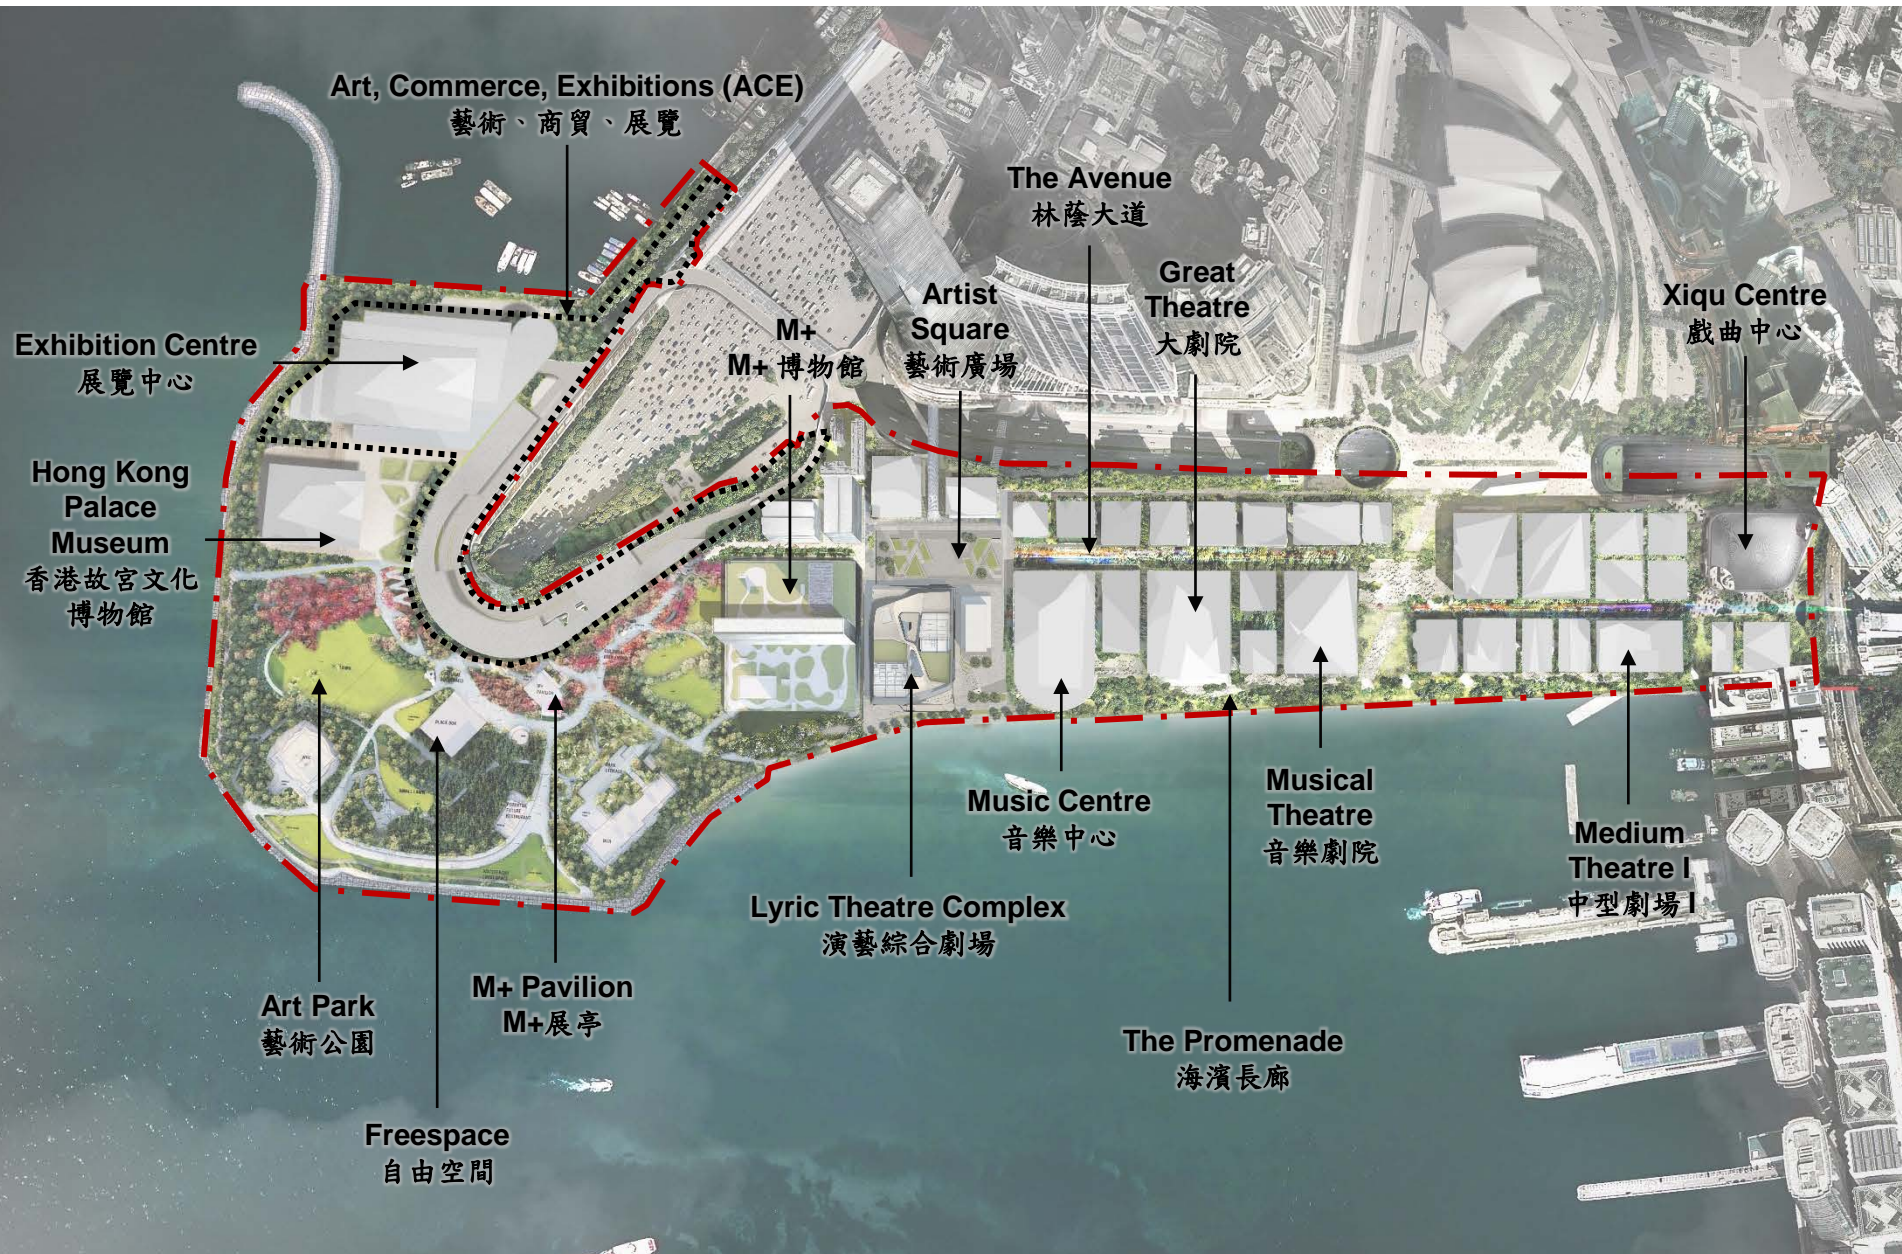 Art, Commerce, Exhibitions (ACE)
藝術、商貿、展覽
The Avenue
林蔭大道
Great
Theatre
大劇院
Artist
Square
藝術廣場
Xiqu Centre
戲曲中心
M+
M+ 博物館
Exhibition Centre
展覽中心
Hong Kong
Palace
Museum
香港故宮文化
博物館
Music Centre
音樂中心
Musical
Theatre
音樂劇院
Medium
Theatre I
中型劇場 I
Lyric Theatre Complex
演藝綜合劇場
M+ Pavilion
M+展亭
Art Park
藝術公園
The Promenade
海濱長廊
Freespace
自由空間